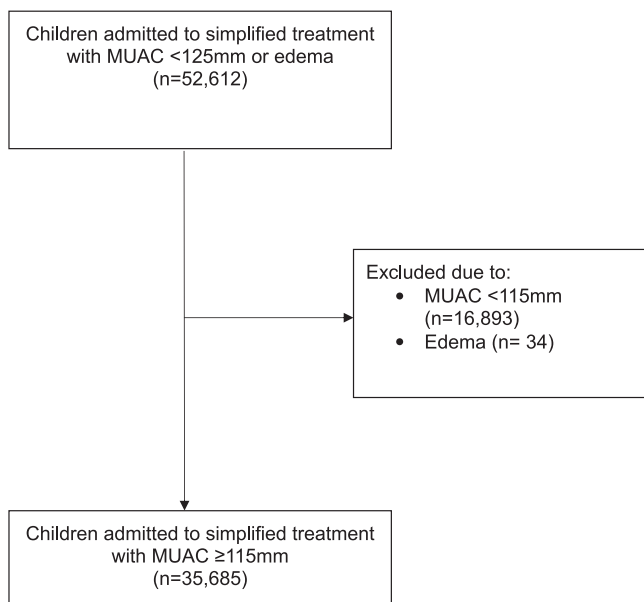 Children admitted to simplified treatment
with MUAC <125mm or edema
(n=52,612)
Excluded due to:
• MUAC <115mm
(n=16,893)
• Edema (n= 34)
Children admitted to simplified treatment
with MUAC ≥115mm
(n=35,685)